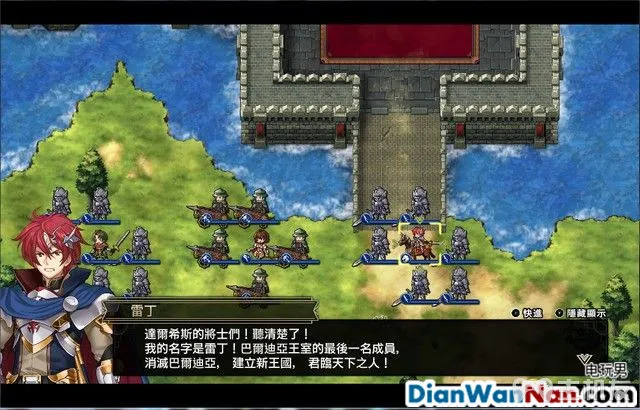 雷丁
快進
隱藏顯示
達爾希斯的將士們！聽清楚了！
我的名字是雷丁！巴爾迪亞王室的最後一名成員，
消滅巴爾迪亞， 建立新王國， 君臨天下之人！
电玩男
DianWanNan.com